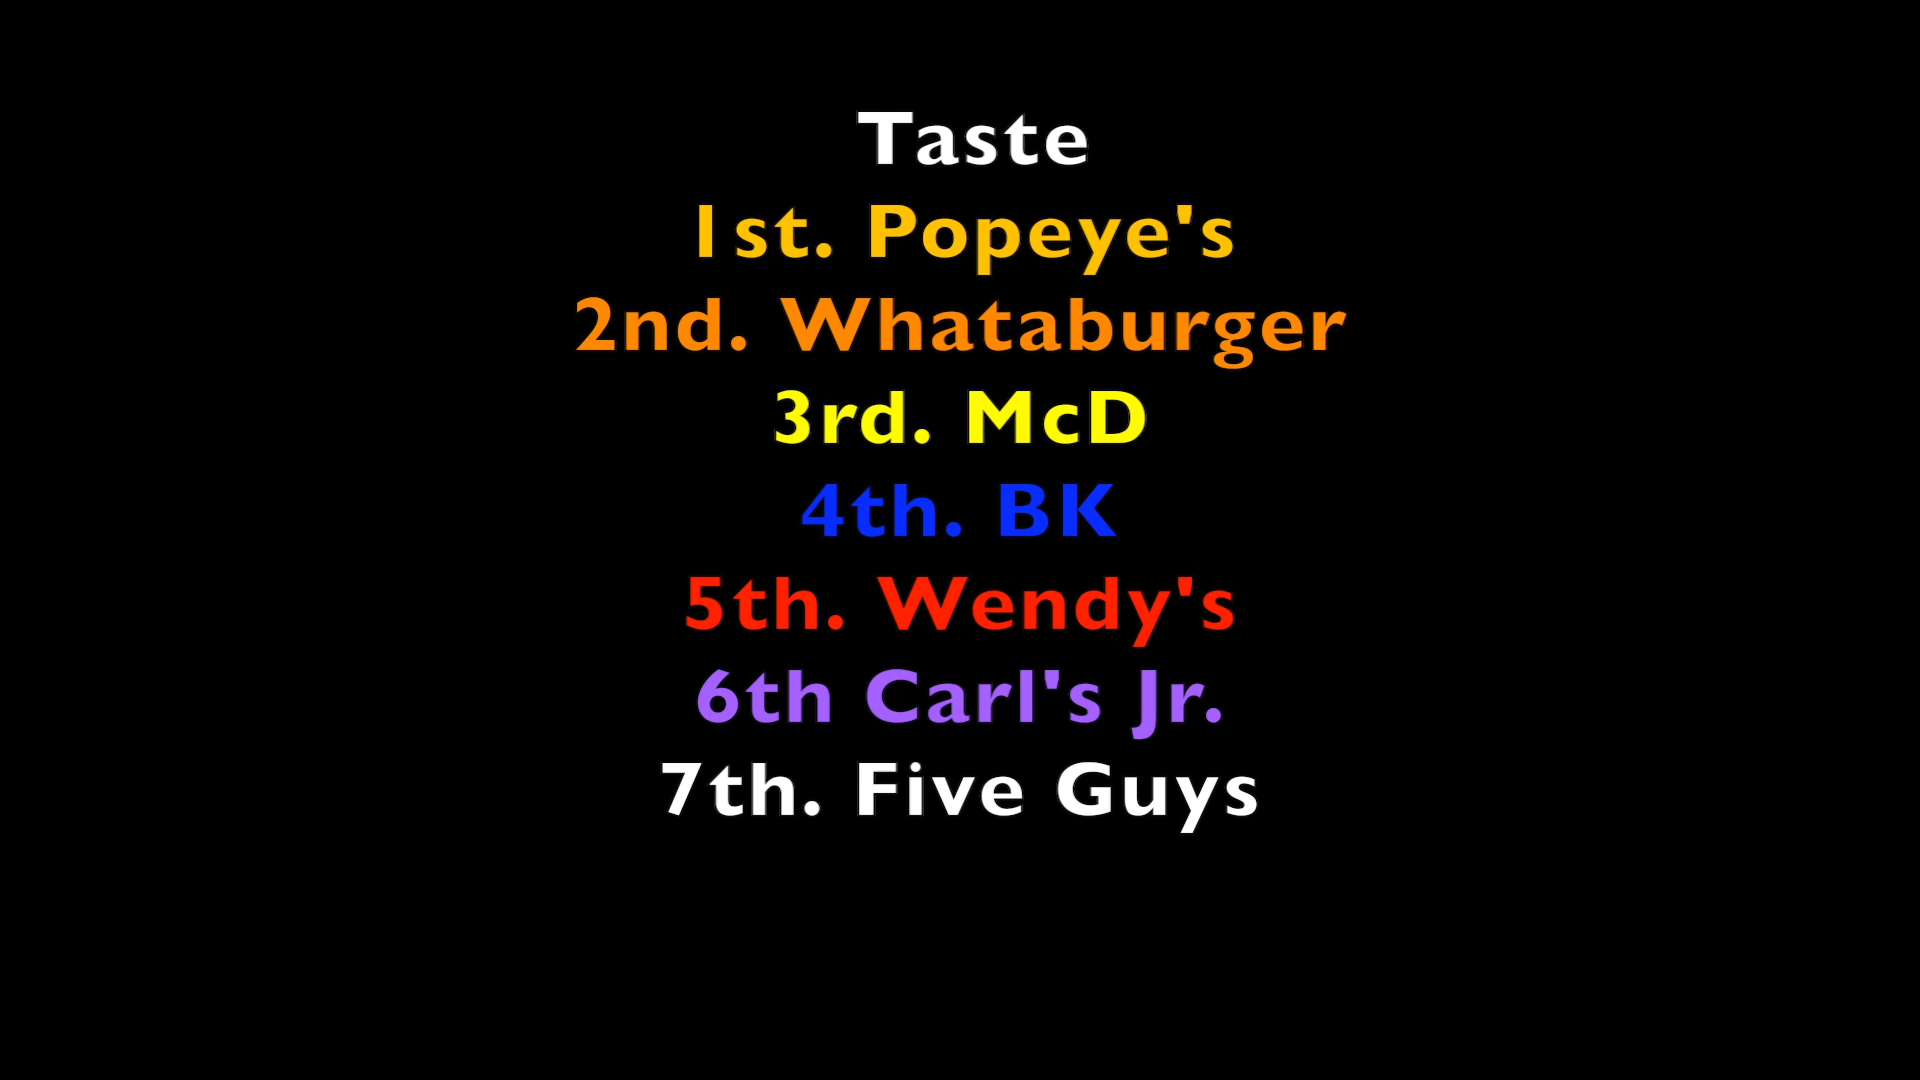 Taste
1st. Popeye's
2nd. Whataburger
3rd. McD
4th. BK
5th. Wendy's
6th Carl's Jr.
7th. Five Guys